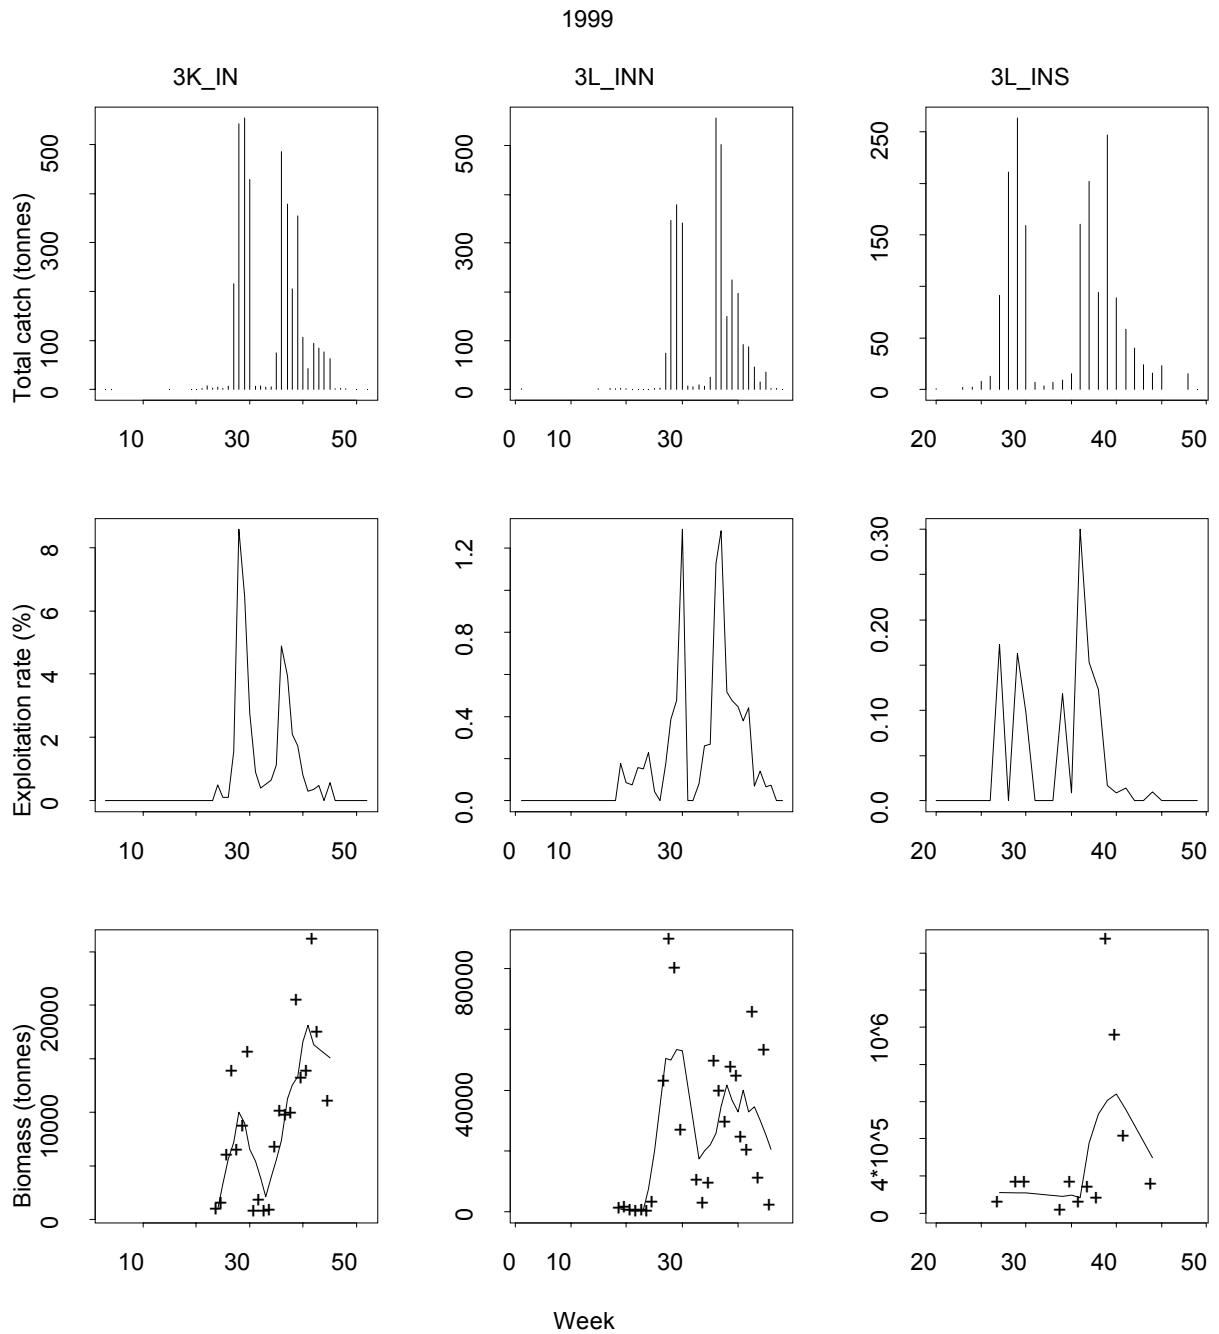 1999
3K_IN 3L_INN 3L_INS
Total catch (tonnes)
0 100 300 500
0 100 300 500
0 50 150 250
10 30 50
0 30
20 30 40 50
Exploitation rate (%)
0 2 4 6 8
0.0 0.4 0.8 1.2
0.0 0.10 0.20 0.30
10 30 50
0 10 30
20 30 40 50
Biomass (tonnes)
0 10000 20000
0 40000 80000
0 4*10^5 10^6
10 30 50
0 10 30
20 30 40 50
Week